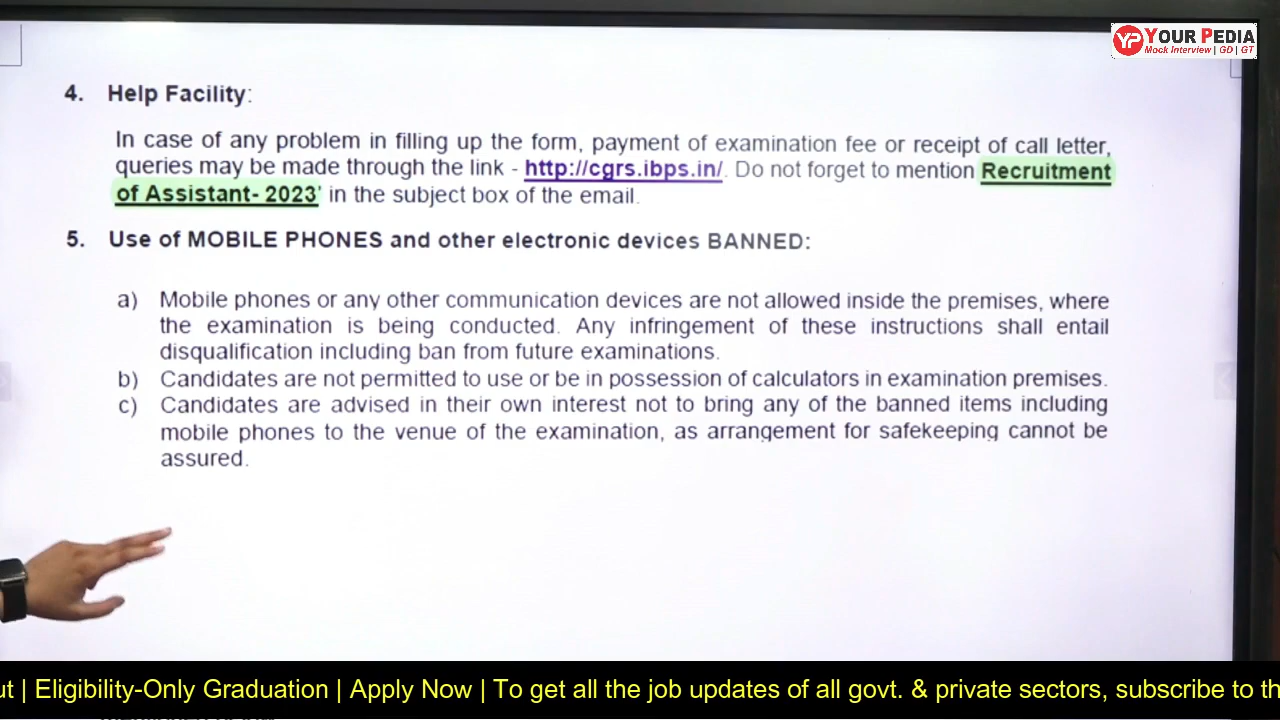 YP YOUR PEDIA
Mock Interview | GD | GT
4. Help Facility:
In case of any problem in filling up the form, payment of examination fee or receipt of call letter,
queries may be made through the link - http://cgrs.ibps.in/. Do not forget to mention Recruitment
of Assistant- 2023' in the subject box of the email.
5. Use of MOBILE PHONES and other electronic devices BANNED:
a) Mobile phones or any other communication devices are not allowed inside the premises, where
the examination is being conducted. Any infringement of these instructions shall entail
disqualification including ban from future examinations.
b) Candidates are not permitted to use or be in possession of calculators in examination premises.
c) Candidates are advised in their own interest not to bring any of the banned items including
mobile phones to the venue of the examination, as arrangement for safekeeping cannot be
assured.
ut | Eligibility-Only Graduation | Apply Now | To get all the job updates of all govt. & private sectors, subscribe to th